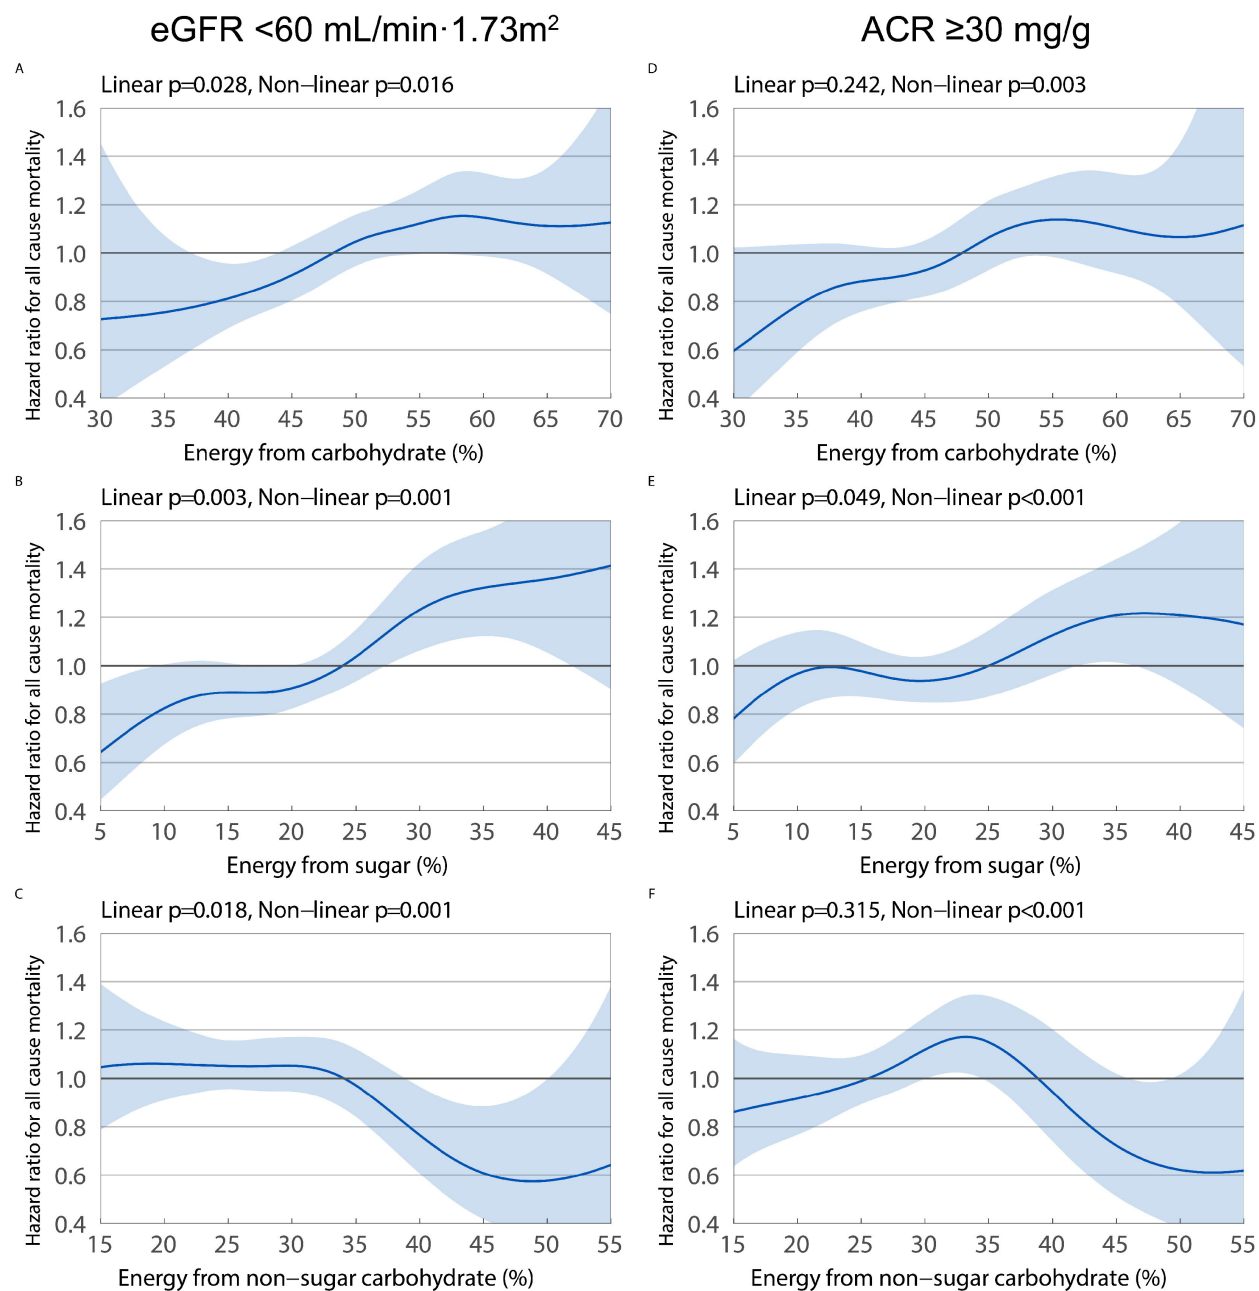 eGFR <60 mL/min·1.73m²
ACR ≥30 mg/g
A
Linear p=0.028, Non−linear p=0.016
Hazard ratio for all cause mortality
1.6
1.4
1.2
1.0
0.8
0.6
0.4
30 35 40 45 50 55 60 65 70
Energy from carbohydrate (%)
D
Linear p=0.242, Non−linear p=0.003
Hazard ratio for all cause mortality
1.6
1.4
1.2
1.0
0.8
0.6
0.4
30 35 40 45 50 55 60 65 70
Energy from carbohydrate (%)
B
Linear p=0.003, Non−linear p=0.001
Hazard ratio for all cause mortality
1.6
1.4
1.2
1.0
0.8
0.6
0.4
5 10 15 20 25 30 35 40 45
Energy from sugar (%)
E
Linear p=0.049, Non−linear p<0.001
Hazard ratio for all cause mortality
1.6
1.4
1.2
1.0
0.8
0.6
0.4
5 10 15 20 25 30 35 40 45
Energy from sugar (%)
C
Linear p=0.018, Non−linear p=0.001
Hazard ratio for all cause mortality
1.6
1.4
1.2
1.0
0.8
0.6
0.4
15 20 25 30 35 40 45 50 55
Energy from non−sugar carbohydrate (%)
F
Linear p=0.315, Non−linear p<0.001
Hazard ratio for all cause mortality
1.6
1.4
1.2
1.0
0.8
0.6
0.4
15 20 25 30 35 40 45 50 55
Energy from non−sugar carbohydrate (%)